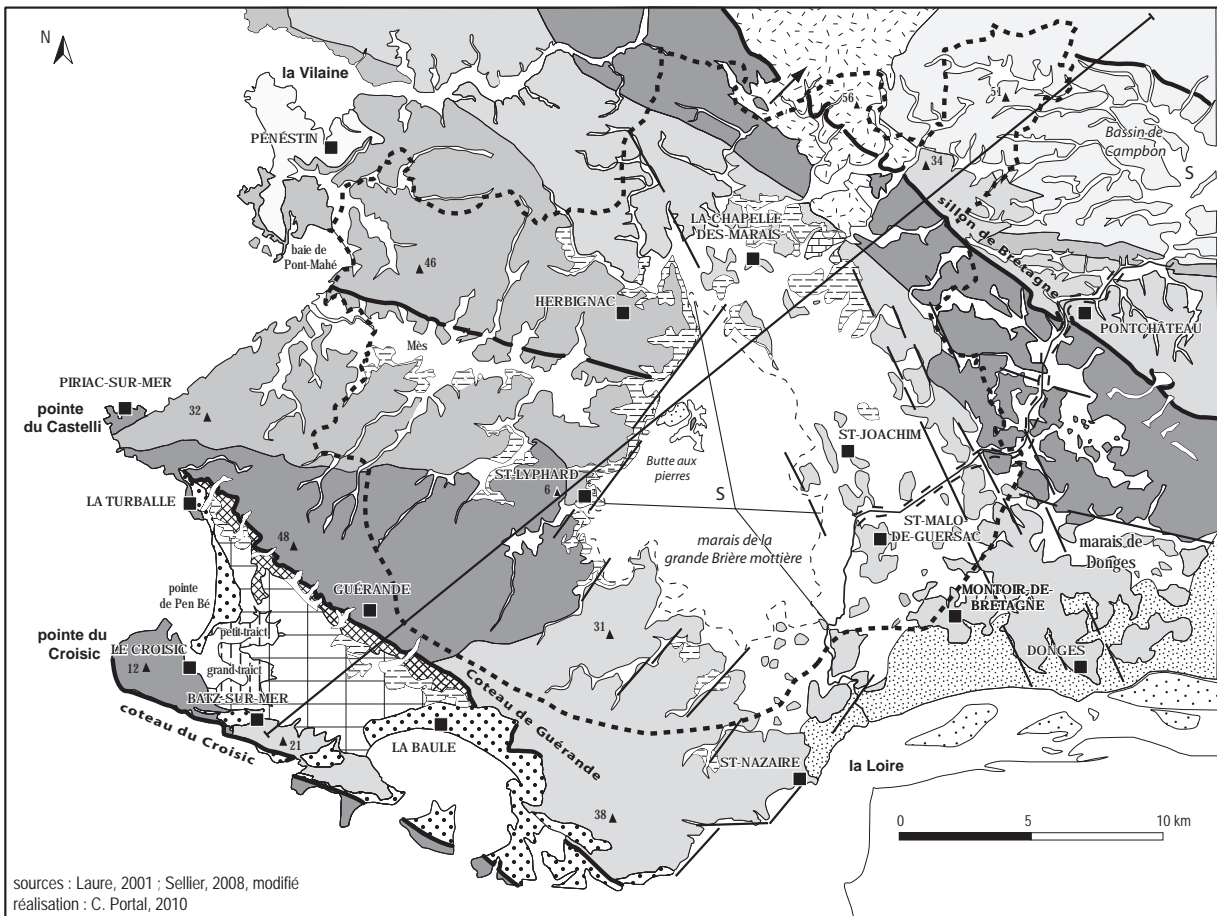 N
la Vilaine
56
51
Bassin de
Campbon
PÉNESTIN
34
S
LA-CHAPELLE
DES-MARAIS
sillon de Bretagne
baie de
Pont-Mahé
46
HERBIGNAC
PONTCHÂTEAU
Mès
PIRIAC-SUR-MER
pointe
du Castelli
32
ST-JOACHIM
Butte aux
pierres
ST-LYPHARD
6
S
LA TURBALLE
ST-MALO-
DE-GUERSAC
marais de la
grande Brière mottière
marais de
Donges
48
pointe
de Pen Bé
GUÉRANDE
MONTOIR-DE-
BRETAGNE
petit-traict
31
pointe du
Croisic
LE CROISIC
12
grand traict
DONGES
BATZ-SUR-MER
Coteau de Guérande
coteau du Croisic
21
LA BAULE
ST-NAZAIRE
la Loire
38
0
5
10 km
sources : Laure, 2001 ; Sellier, 2008, modifié
réalisation : C. Portal, 2010